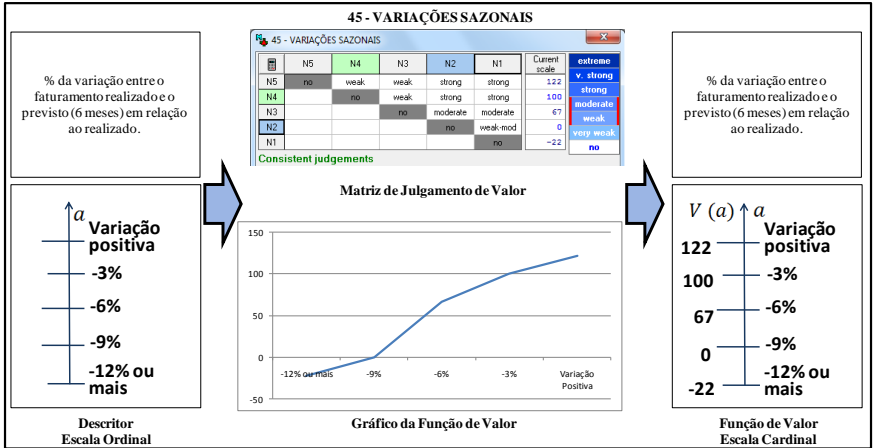 45 - VARIAÇÕES SAZONAIS
% da variação entre o
faturamento realizado e o
previsto (6 meses) em relação
ao realizado.
45 - VARIAÇÕES SAZONAIS
N5 N4 N3 N2 N1 Current scale
N5 no weak weak strong strong 122
N4 no weak strong strong 100
N3 no moderate moderate 67
N2 no weak-mod 0
N1 no -22
Consistent judgements
extreme
v. strong
strong
moderate
weak
very weak
no
% da variação entre o
faturamento realizado e o
previsto (6 meses) em relação
ao realizado.
Matriz de Julgamento de Valor
a
Variação
positiva
-3%
-6%
-9%
-12% ou
mais
Descritor
Escala Ordinal
150
100
50
0
-50
-12% ou mais -9% -6% -3% Variação
Positiva
Gráfico da Função de Valor
V (a) a
Variação
positiva
122
100 -3%
67 -6%
0 -9%
-22 -12% ou
mais
Função de Valor
Escala Cardinal